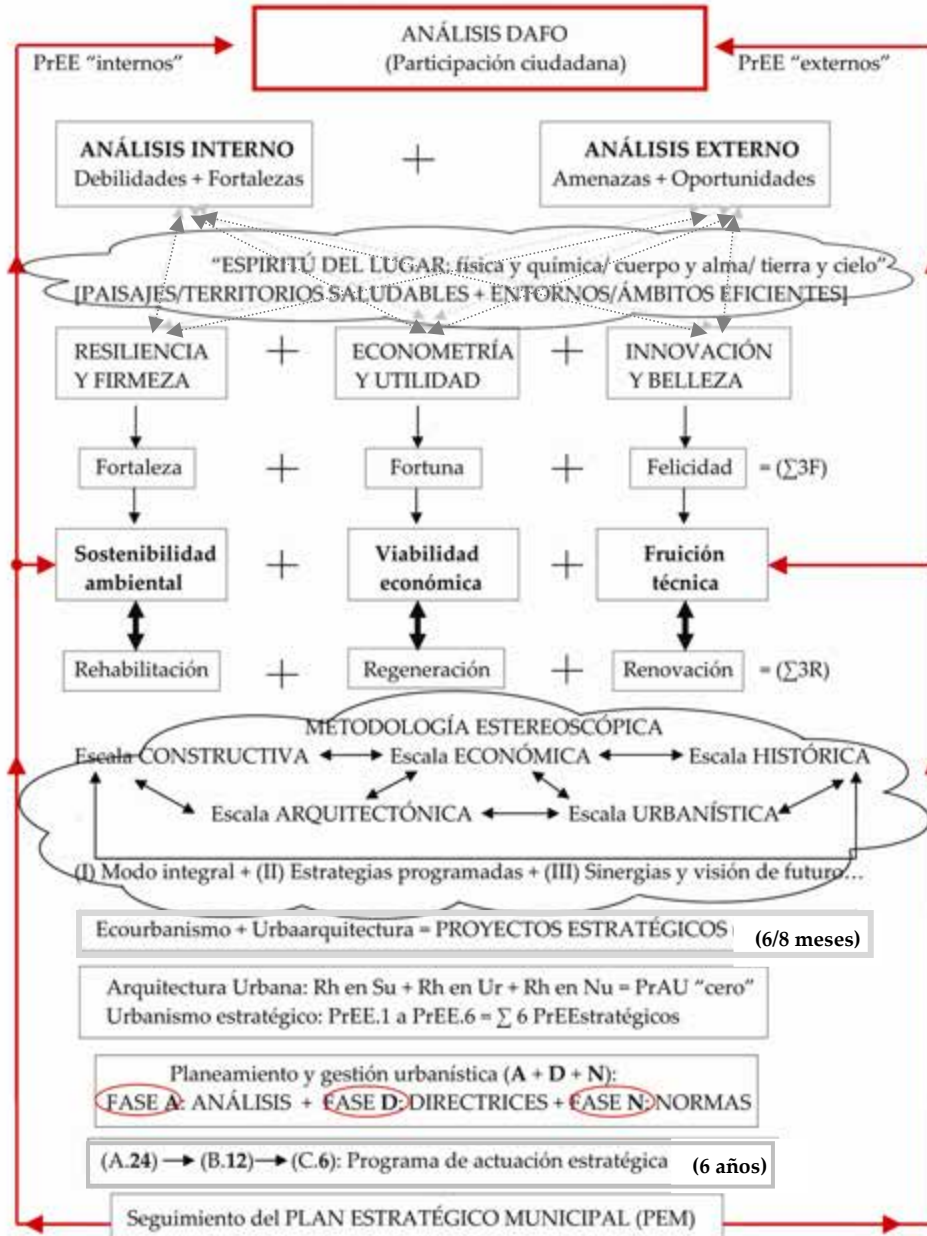 ANÁLISIS DAFO
(Participación ciudadana)
PrEE “internos”
PrEE “externos”
ANÁLISIS INTERNO
Debilidades + Fortalezas
+
ANÁLISIS EXTERNO
Amenazas + Oportunidades
“ESPIRITÚ DEL LUGAR: física y química/ cuerpo y alma/ tierra y cielo”
[PAISAJES/TERRITORIOS SALUDABLES + ENTORNOS/ÁMBITOS EFICIENTES]
RESILIENCIA
Y FIRMEZA
+
ECONOMETRÍA
Y UTILIDAD
+
INNOVACIÓN
Y BELLEZA
Fortaleza + Fortuna + Felicidad = (∑3F)
Sostenibilidad
ambiental
+
Viabilidad
económica
+
Fruición
técnica
Rehabilitación + Regeneración + Renovación =(∑3R)
METODOLOGÍA ESTEREOSCÓPICA
Escala CONSTRUCTIVA Escala ECONÓMICA Escala HISTÓRICA
Escala ARQUITECTÓNICA Escala URBANÍSTICA
(I) Modo integral + (II) Estrategias programadas + (III) Sinergias y visión de futuro…
Ecourbanismo + Urbaarquitectura = PROYECTOS ESTRATÉGICOS (6/8 meses)
Arquitectura Urbana: Rh en Su + Rh en Ur + Rh en Nu = PrAU “cero”
Urbanismo estratégico: PrEE.1 a PrEE.6 = ∑ 6 PrEEstratégicos
Planeamiento y gestión urbanística (A + D + N):
FASE A: ANÁLISIS + FASE D: DIRECTRICES + FASE N: NORMAS
(A.24) → (B.12) → (C.6): Programa de actuación estratégica (6 años)
Seguimiento del PLAN ESTRATÉGICO MUNICIPAL (PEM)